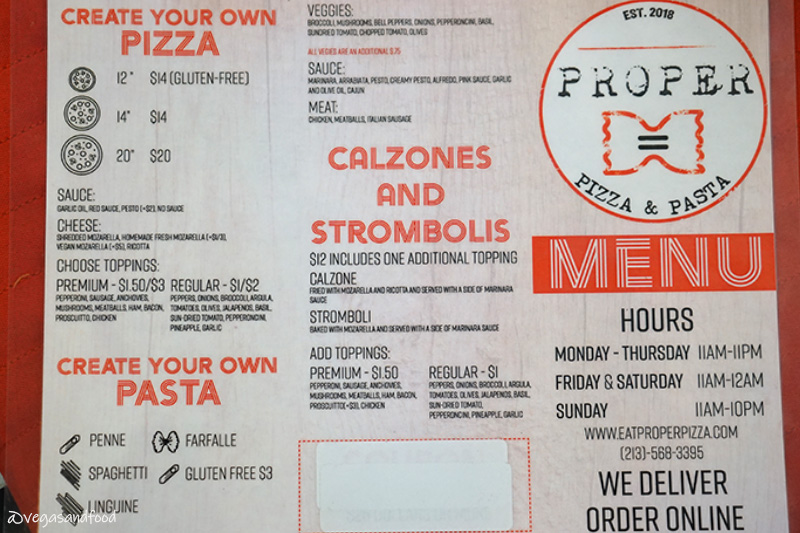 CREATE YOUR OWN
PIZZA
12" $14 (GLUTEN-FREE)
14" $14
20" $20
SAUCE:
GARLIC OIL, RED SAUCE, PESTO (+$2), NO SAUCE
CHEESE:
SHREDDED MOZARELLA, HOMEMADE FRESH MOZARELLA (+$1/3),
VEGAN MOZARELLA (+$5), RICOTTA
CHOOSE TOPPINGS:
PREMIUM - $1.50/$3
PEPPERONI, SAUSAGE, ANCHOVIES,
MUSHROOMS, MEATBALLS, HAM, BACON,
PROSCUITTO, CHICKEN
REGULAR - $1/$2
PEPPERS, ONIONS, BROCCOLI, ARGULA,
TOMATOES, OLIVES, JALAPENOS, BASIL,
SUN-DRIED TOMATO, PEPPERONCINI,
PINEAPPLE, GARLIC
CREATE YOUR OWN
PASTA
PENNE
FARFALLE
SPAGHETTI
GLUTEN FREE $3
LINGUINE
@vegasandfood
VEGGIES:
BROCCOLI, MUSHROOMS, BELL PEPPERS, ONIONS, PEPPERONCINI, BASIL,
SUNDRIED TOMATO, CHOPPED TOMATO, OLIVES
ALL VEGIES ARE AN ADDITIONAL $.75
SAUCE:
MARINARA, ARRABIATA, PESTO, CREAMY PESTO, ALFREDO, PINK SAUCE, GARLIC
AND OLIVE OIL, CAJUN
MEAT:
CHICKEN, MEATBALLS, ITALIAN SAUSAGE
CALZONES
AND
STROMBOLIS
$12 INCLUDES ONE ADDITIONAL TOPPING
CALZONE
FRIED WITH MOZARELLA AND RICOTTA AND SERVED WITH A SIDE OF MARINARA
SAUCE
STROMBOLI
BAKED WITH MOZARELLA AND SERVED WITH A SIDE OF MARINARA SAUCE
ADD TOPPINGS:
PREMIUM - $1.50
PEPPERONI, SAUSAGE, ANCHOVIES,
MUSHROOMS, MEATBALLS, HAM, BACON,
PROSCUITTO(+$3), CHICKEN
REGULAR - $1
PEPPERS, ONIONS, BROCCOLI, ARGULA,
TOMATOES, OLIVES, JALAPENOS, BASIL,
SUN-DRIED TOMATO,
PEPPERONCINI, PINEAPPLE, GARLIC
EST. 2018
PROPER
PIZZA & PASTA
MENU
HOURS
MONDAY - THURSDAY 11AM-11PM
FRIDAY & SATURDAY 11AM-12AM
SUNDAY 11AM-10PM
WWW.EATPROPERPIZZA.COM
(213)-568-3395
WE DELIVER
ORDER ONLINE